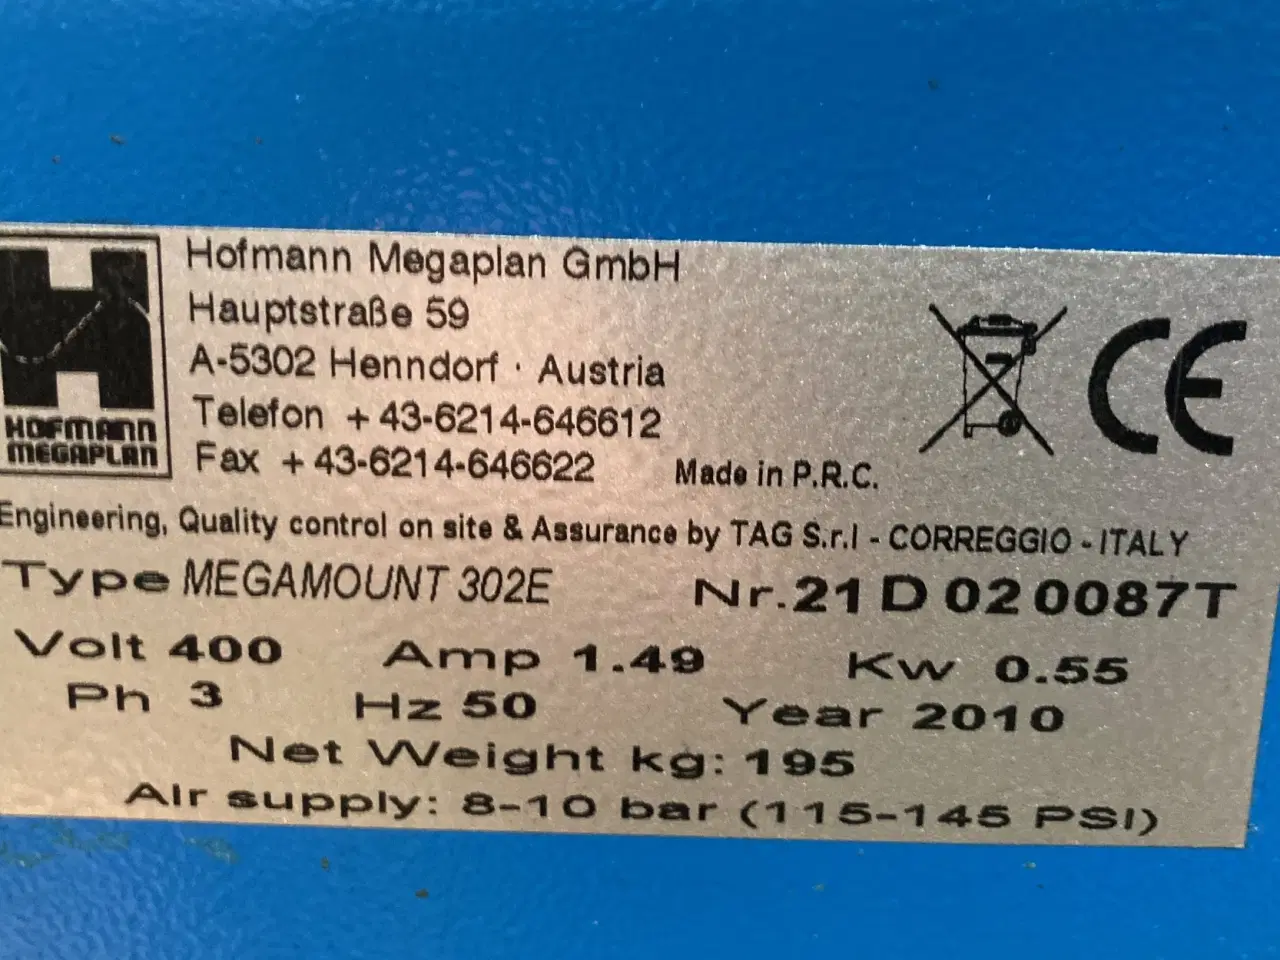 Hofmann Megaplan GmbH
Hauptstraße 59
A-5302 Henndorf · Austria
Telefon + 43-6214-646612
Fax + 43-6214-646622
HOFMANN
MEGAPLAN
Made in P.R.C.
CE
Engineering, Quality control on site & Assurance by TAG S.r.l - CORREGGIO - ITALY
Type MEGAMOUNT 302E Nr. 21 D 02 0087T
Volt 400 Amp 1.49 Kw 0.55
Ph 3 Hz 50 Year 2010
Net Weight kg: 195
Air supply: 8-10 bar (115-145 PSI)